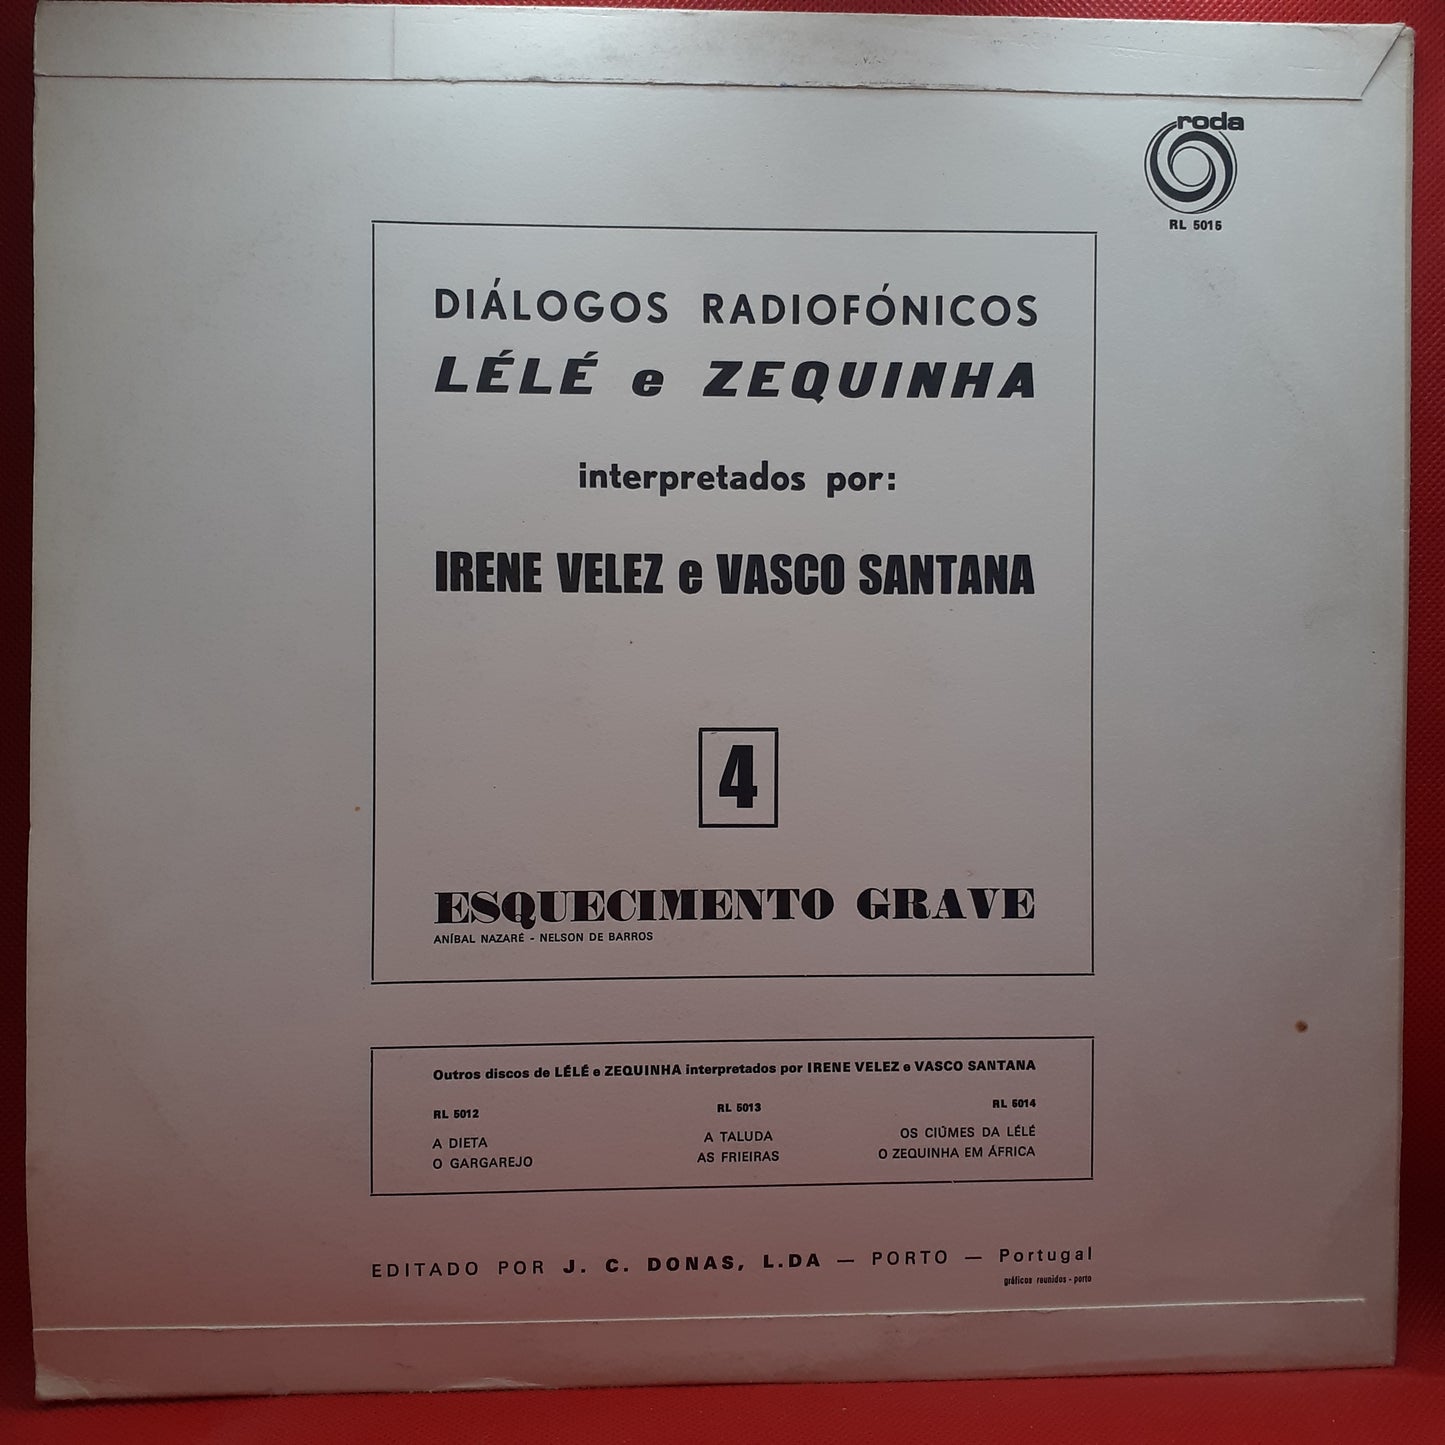 roda
RL 5015
DIÁLOGOS RADIOFÓNICOS
LÉLÉ e ZEQUINHA
interpretados por:
IRENE VELEZ e VASCO SANTANA
4
ESQUECIMENTO GRAVE
ANÍBAL NAZARÉ - NELSON DE BARROS
Outros discos de LÉLÉ e ZEQUINHA interpretados por IRENE VELEZ e VASCO SANTANA
RL 5012
A DIETA
O GARGAREJO
RL 5013
A TALUDA
AS FRIEIRAS
RL 5014
OS CIÚMES DA LÉLÉ
O ZEQUINHA EM ÁFRICA
EDITADO POR J. C. DONAS, L.DA — PORTO — Portugal
gráficos reunidos - porto